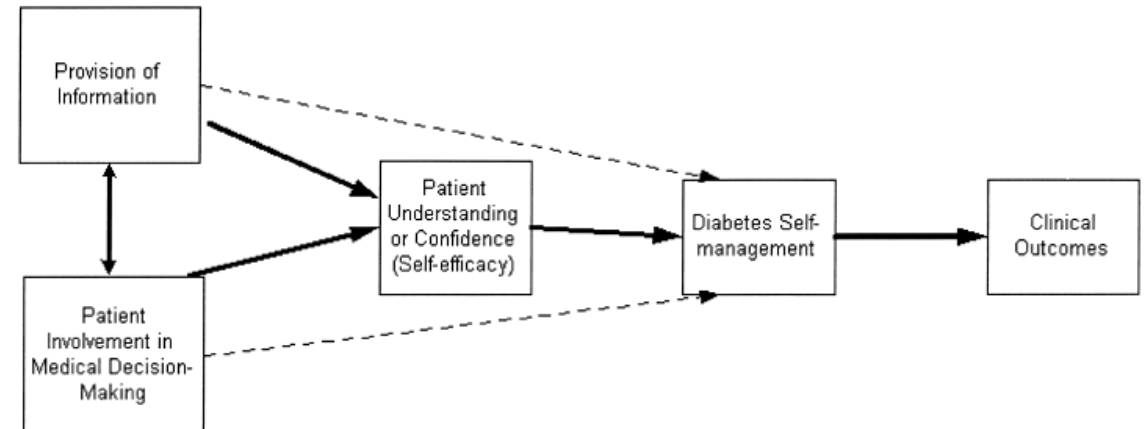 Provision of
Information
Patient
Understanding
or Confidence
(Self-efficacy)
Diabetes Self-
management
Clinical
Outcomes
Patient
Involvement in
Medical Decision-
Making